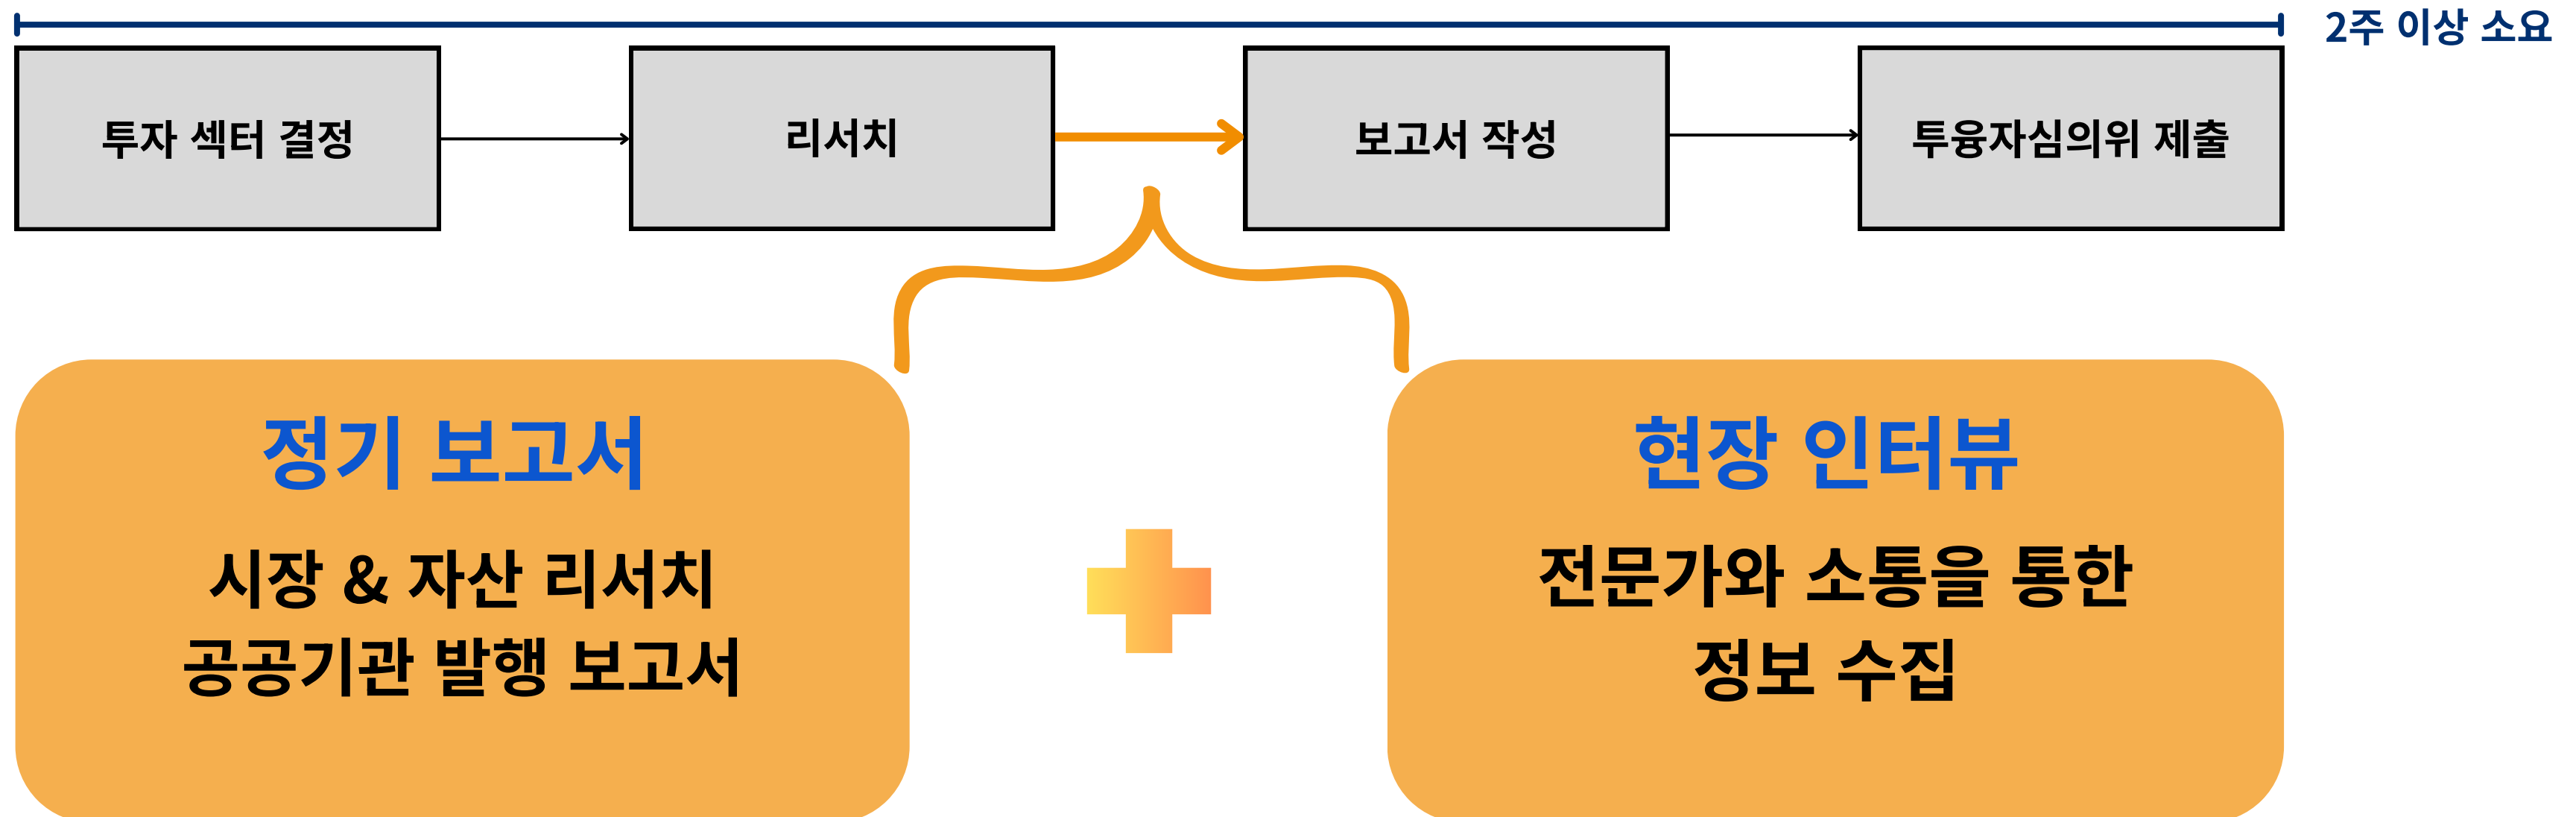 2주 이상 소요
투자 섹터 결정
리서치
보고서 작성
투융자심의위 제출
정기 보고서
시장 & 자산 리서치
공공기관 발행 보고서
현장 인터뷰
전문가와 소통을 통한
정보 수집